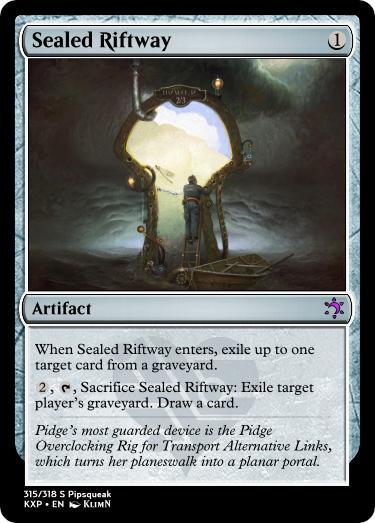 Sealed Riftway
1
2/3
Artifact
When Sealed Riftway enters, exile up to one
target card from a graveyard.
2, , Sacrifice Sealed Riftway: Exile target
player's graveyard. Draw a card.
Pidge's most guarded device is the Pidge
Overclocking Rig for Transport Alternative Links,
which turns her planeswalk into a planar portal.
315/318 S Pipsqueak
KXP • EN KLIMN